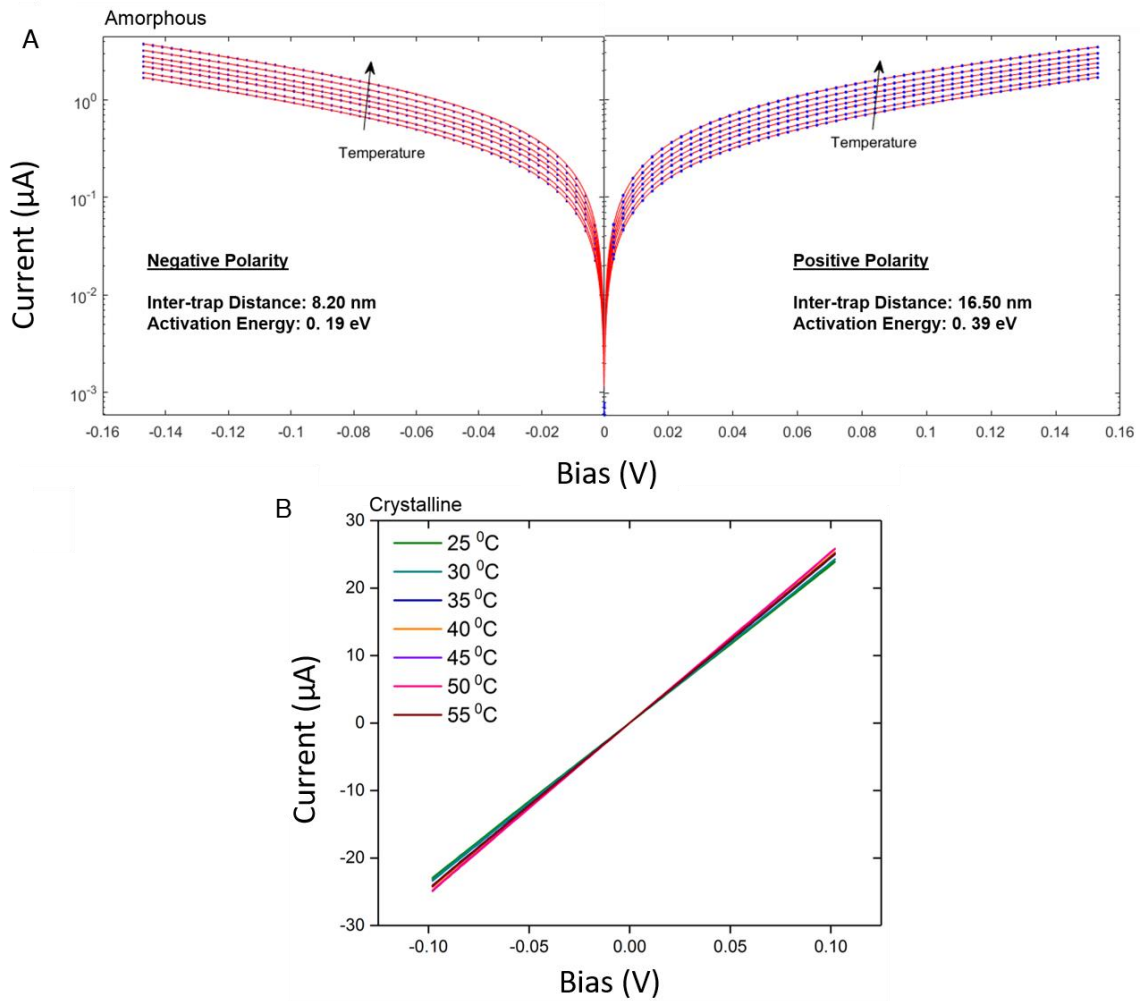 Amorphous
A
10⁰
10⁻¹
10⁻²
10⁻³
Current (µA)
Temperature
Temperature
Negative Polarity
Inter-trap Distance: 8.20 nm
Activation Energy: 0. 19 eV
Positive Polarity
Inter-trap Distance: 16.50 nm
Activation Energy: 0. 39 eV
-0.16 -0.14 -0.12 -0.1 -0.08 -0.06 -0.04 -0.02 0 0.02 0.04 0.06 0.08 0.1 0.12 0.14 0.16
Bias (V)
B
Crystalline
30
20
10
0
-10
-20
-30
Current (µA)
25 ⁰C
30 ⁰C
35 ⁰C
40 ⁰C
45 ⁰C
50 ⁰C
55 ⁰C
-0.10 -0.05 0.00 0.05 0.10
Bias (V)